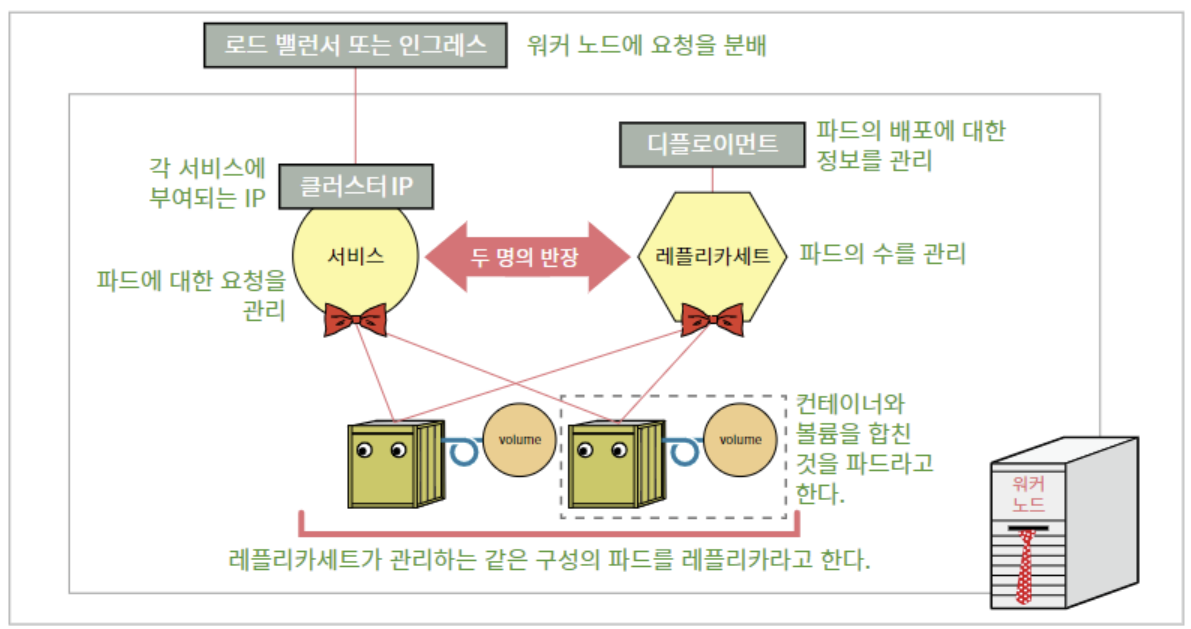 로드 밸런서 또는 인그레스
워커 노드에 요청을 분배
디플로이먼트
파드의 배포에 대한
정보를 관리
각 서비스에
부여되는 IP
클러스터 IP
서비스
두 명의 반장
레플리카세트
파드의 수를 관리
파드에 대한 요청을
관리
volume
volume
컨테이너와
볼륨을 합친
것을 파드라고
한다.
워커
노드
레플리카세트가 관리하는 같은 구성의 파드를 레플리카라고 한다.